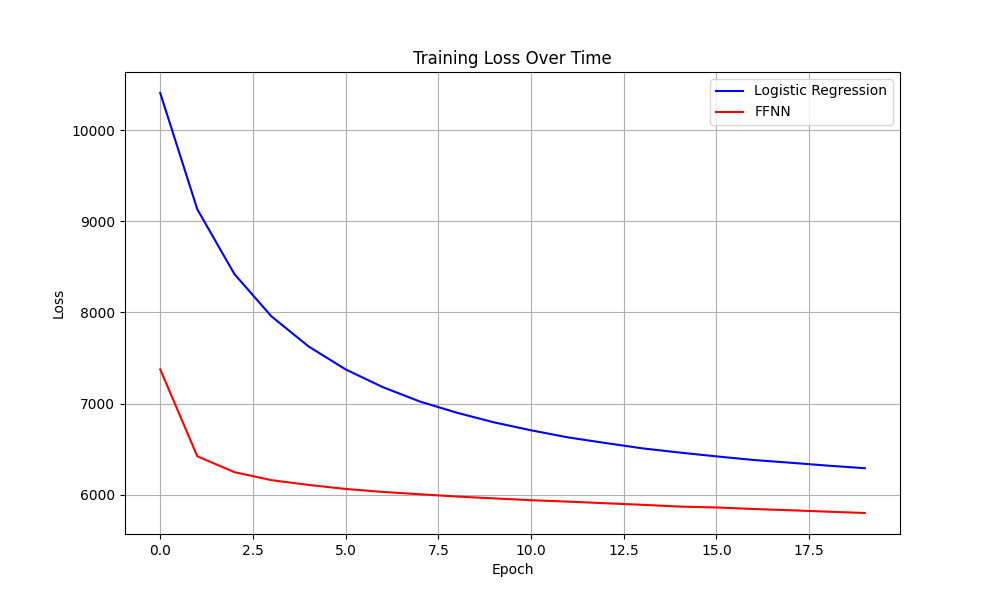 Training Loss Over Time
Logistic Regression
FFNN
10000
9000
8000
7000
6000
Loss
0.0 2.5 5.0 7.5 10.0 12.5 15.0 17.5
Epoch